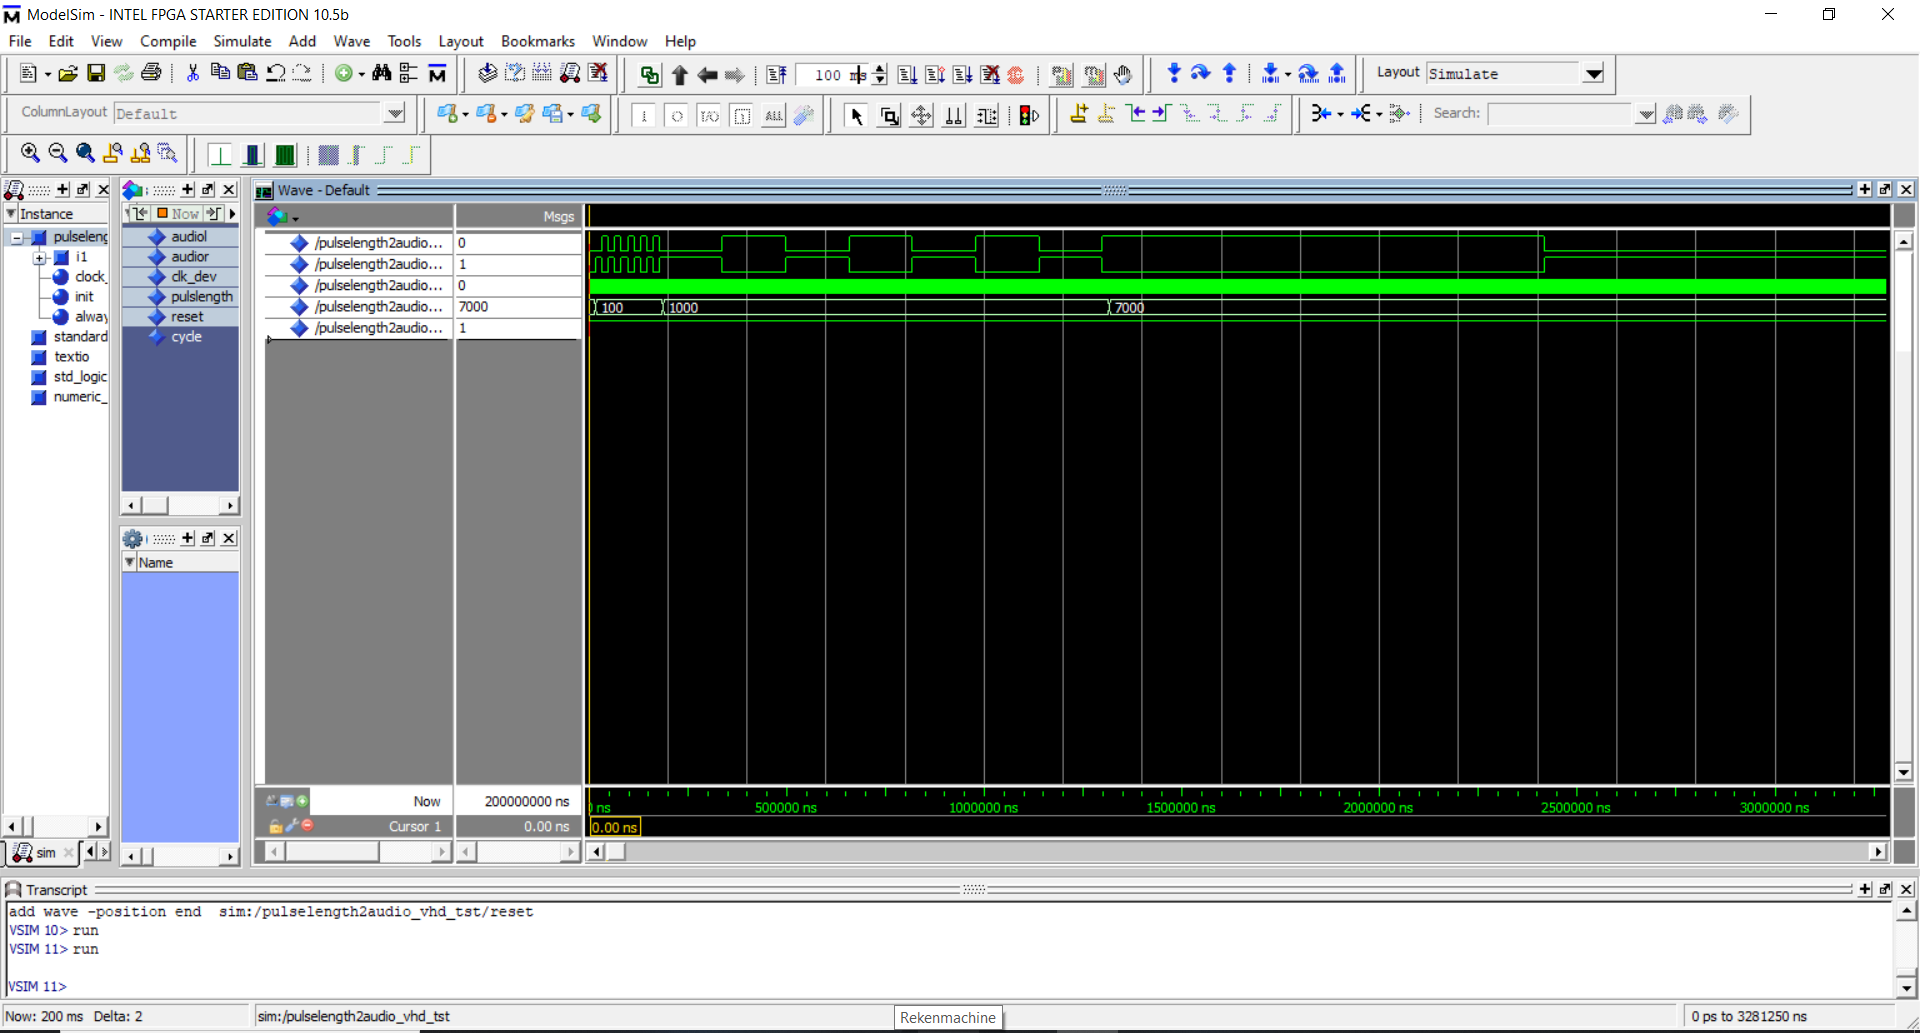 ModelSim - INTEL FPGA STARTER EDITION 10.5b
File Edit View Compile Simulate Add Wave Tools Layout Bookmarks Window Help
100 ms
Layout Simulate
ColumnLayout Default
ALL
Search:
Wave - Default
Instance
Now
Msgs
pulseleng
i1
clock_
init
alway
standard
textio
std_logic
numeric_
audiol
audior
clk_dev
pulslength
reset
cycle
Name
/pulselength2audio... 0
/pulselength2audio... 1
/pulselength2audio... 0
/pulselength2audio... 7000 100 1000 7000
/pulselength2audio... 1
Now 200000000 ns
ns 500000 ns 1000000 ns 1500000 ns 2000000 ns 2500000 ns 3000000 ns
Cursor 1 0.00 ns 0.00 ns
sim
Transcript
add wave -position end  sim:/pulselength2audio_vhd_tst/reset
VSIM 10> run
VSIM 11> run
VSIM 11>
Now: 200 ms Delta: 2
sim:/pulselength2audio_vhd_tst
Rekenmachine
0 ps to 3281250 ns